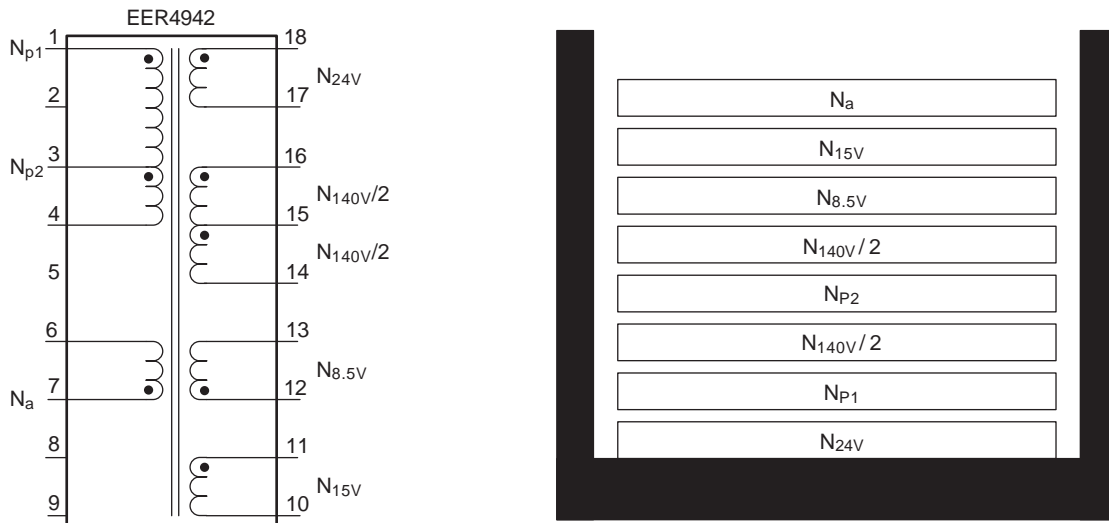 EER4942
Np1
1
2
3
Np2
4
5
6
7
Na
8
9
18
N24V
17
16
N140V/2
15
N140V/2
14
13
N8.5V
12
11
N15V
10
Na
N15V
N8.5V
N140V/2
NP2
N140V/2
NP1
N24V